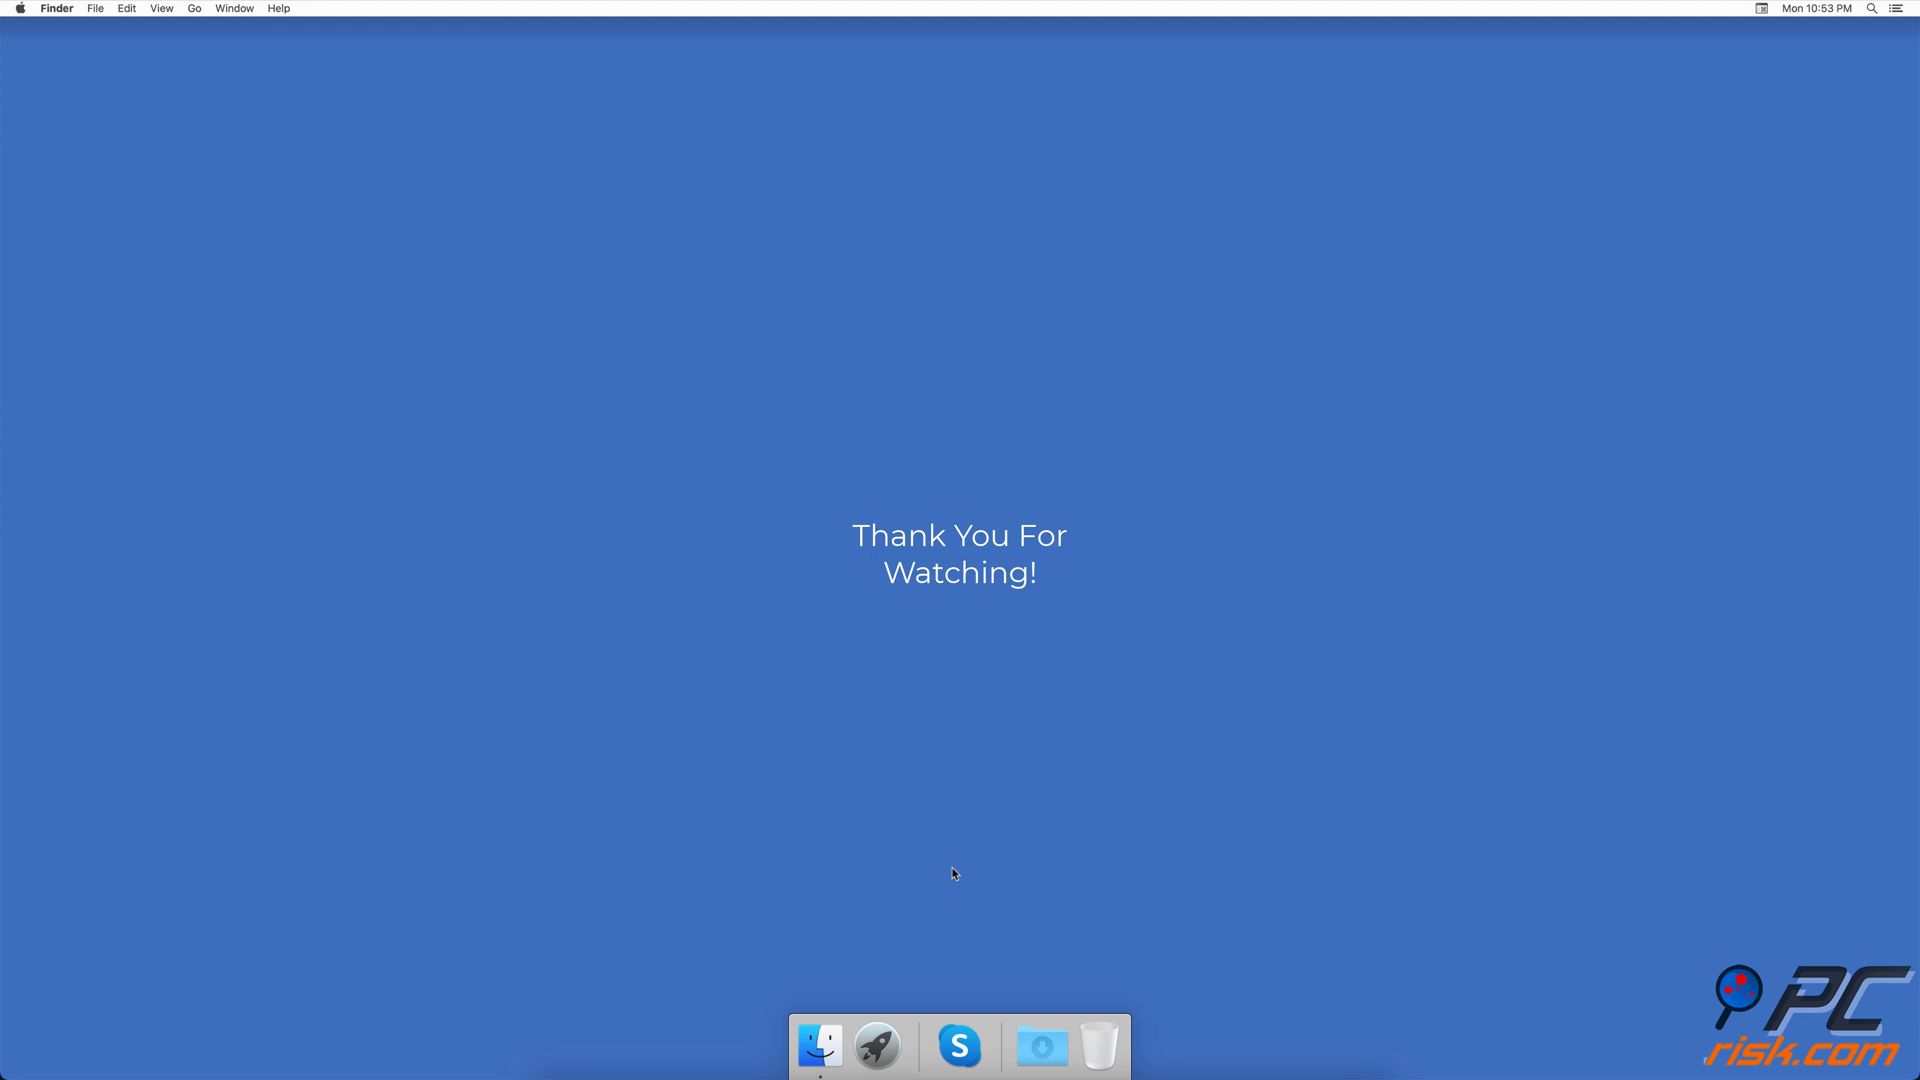 Finder File Edit View Go Window Help Mon 10:53 PM
Thank You For
Watching!
S
PC
risk.com